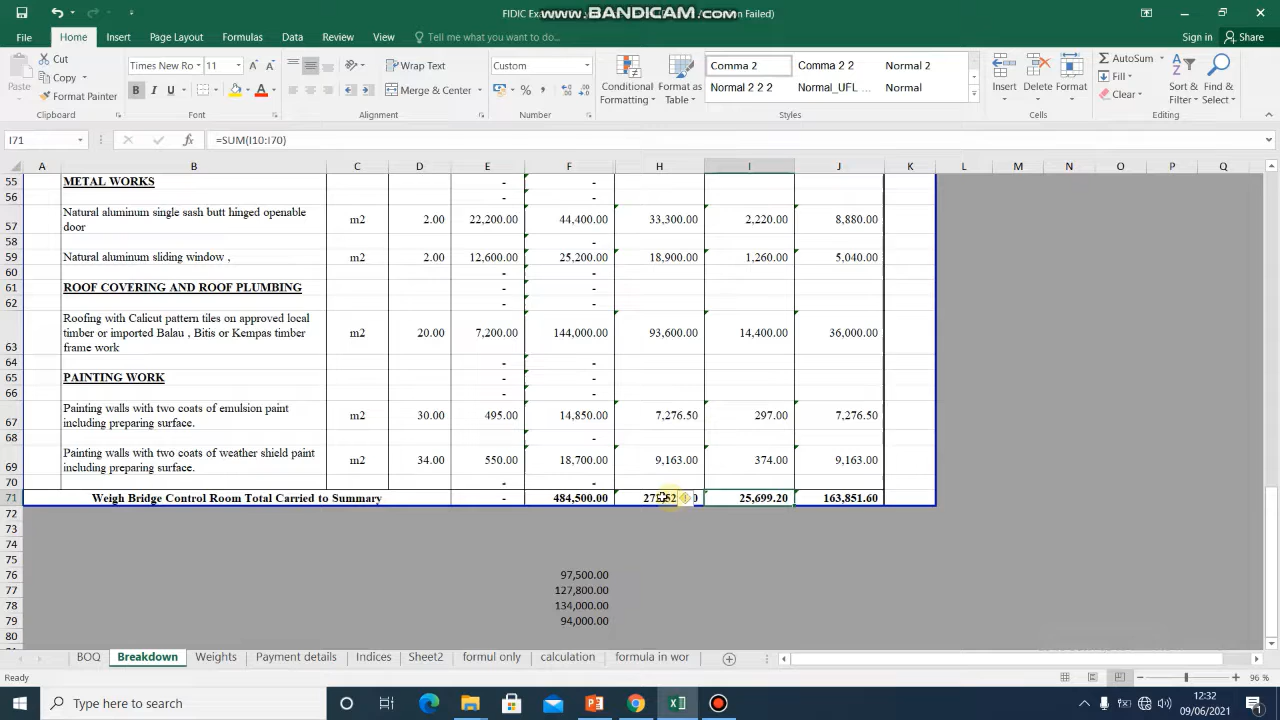 FIDIC Ex
www.BANDICAM.com
on Failed)
File Home Insert Page Layout Formulas Data Review View Tell me what you want to do... Sign in Share
Cut
Copy
Format Painter
Paste
Clipboard
Times New Ro 11
B I U
Font
Wrap Text
Merge & Center
Alignment
Custom
Number
Conditional Formatting
Format as Table
Comma 2 Comma 2 2 Normal 2
Normal 2 2 2 Normal_UFL ... Normal
Styles
Insert Delete Format
Cells
AutoSum
Fill
Clear
Sort & Filter
Find & Select
Editing
I71 fx =SUM(I10:I70)
A B C D E F H I J K L M N O P Q
55 METAL WORKS - -
56 - -
57 Natural aluminum single sash butt hinged openable door m2 2.00 22,200.00 44,400.00 33,300.00 2,220.00 8,880.00
58 -
59 Natural aluminum sliding window , m2 2.00 12,600.00 25,200.00 18,900.00 1,260.00 5,040.00
60 - -
61 ROOF COVERING AND ROOF PLUMBING - -
62 - -
63 Roofing with Calicut pattern tiles on approved local timber or imported Balau , Bitis or Kempas timber frame work m2 20.00 7,200.00 144,000.00 93,600.00 14,400.00 36,000.00
64 - -
65 PAINTING WORK - -
66 - -
67 Painting walls with two coats of emulsion paint including preparing surface. m2 30.00 495.00 14,850.00 7,276.50 297.00 7,276.50
68 -
69 Painting walls with two coats of weather shield paint including preparing surface. m2 34.00 550.00 18,700.00 9,163.00 374.00 9,163.00
70 - -
71 Weigh Bridge Control Room Total Carried to Summary - 484,500.00 25,699.20 163,851.60
72
73
74
75
76 97,500.00
77 127,800.00
78 134,000.00
79 94,000.00
80
BOQ Breakdown Weights Payment details Indices Sheet2 formul only calculation formula in wor
Ready 96 %
Type here to search
12:32
09/06/2021